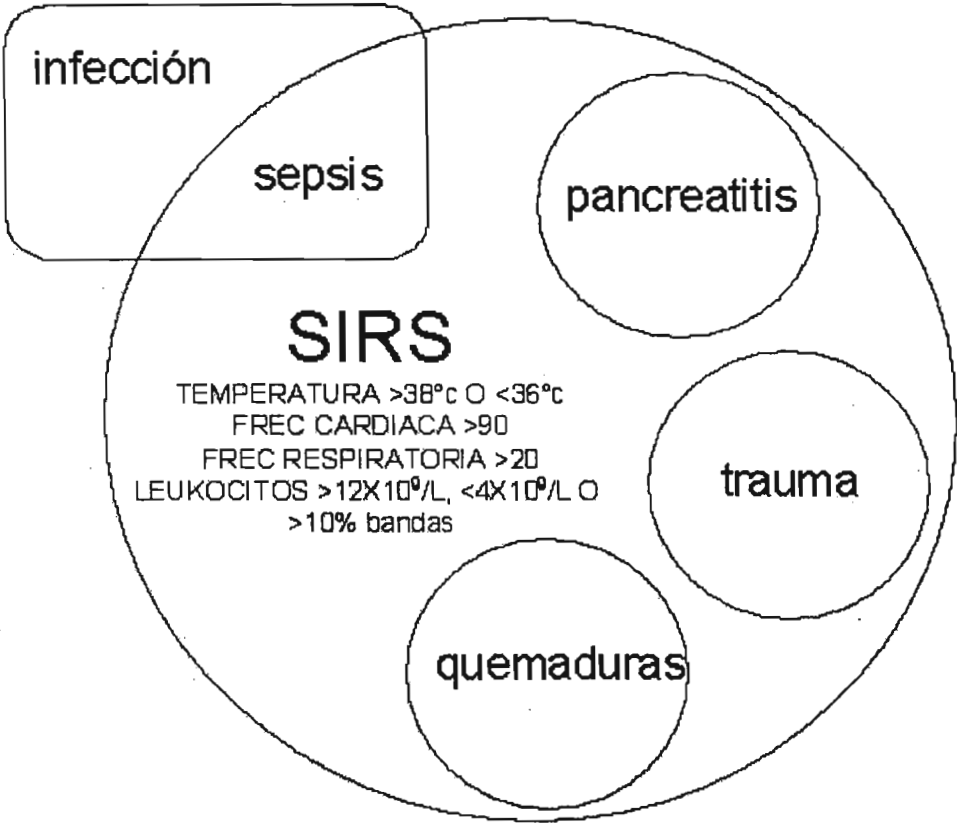 infección
sepsis
pancreatitis
SIRS
TEMPERATURA >38°c O <36°c
FREC CARDIACA >90
FREC RESPIRATORIA >20
LEUKOCITOS >12X10⁹/L, <4X10⁹/L O
>10% bandas
trauma
quemaduras